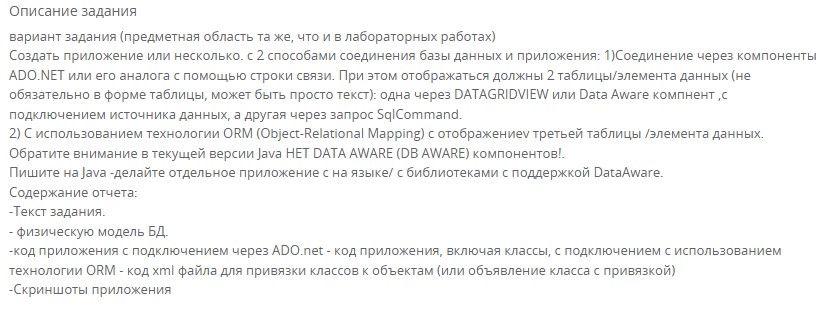 Описание задания
вариант задания (предметная область та же, что и в лабораторных работах)
Создать приложение или несколько. с 2 способами соединения базы данных и приложения: 1)Соединение через компоненты
ADO.NET или его аналога с помощью строки связи. При этом отображаться должны 2 таблицы/элемента данных (не
обязательно в форме таблицы, может быть просто текст): одна через DATAGRIDVIEW или Data Aware компнент ,с
подключением источника данных, а другая через запрос SqlCommand.
2) С использованием технологии ORM (Object-Relational Mapping) с отображениеv третьей таблицы /элемента данных.
Обратите внимание в текущей версии Java НЕТ DATA AWARE (DB AWARE) компонентов!.
Пишите на Java -делайте отдельное приложение с на языке/ с библиотеками с поддержкой DataAware.
Содержание отчета:
-Текст задания.
- физическую модель БД.
-код приложения с подключением через ADO.net - код приложения, включая классы, с подключением с использованием
технологии ORM - код xml файла для привязки классов к объектам (или объявление класса с привязкой)
-Скриншоты приложения